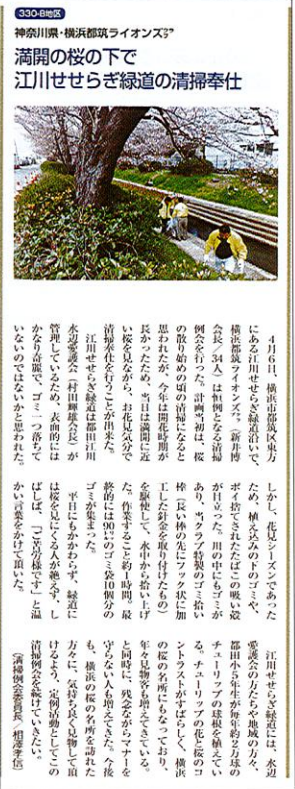 330-B地区
神奈川県・横浜都筑ライオンズクラブ
満開の桜の下で
江川せせらぎ緑道の清掃奉仕
4月6日、横浜市都筑区東方
にある江川せせらぎ緑道沿いで、
横浜都筑ライオンズクラブ(新井博
会長/34人)は恒例となる清掃
例会を行った。計画当初は、桜
の散り始めの頃の清掃になると
思われたが、今年は開花時期が
長かったため、当日は満開に近
い桜を見ながら、お花見気分で
清掃奉仕を行うことが出来た。
江川せせらぎ緑道は都田江川
水辺愛護会(村田輝雄会長)が
管理しているため、表面的には
かなり奇麗で、ゴミ一つ落ちて
いないのではないかと思われた。
しかし、花見シーズンであった
ため、植え込みの下のゴミや、
ポイ捨てされたたばこの吸い殻
が目立った。川の中にもゴミが
あり、当クラブ特製のゴミ拾い
棒(長い棒の先にフック状に加
工した針金を取り付けたもの)
を駆使して、水中から拾い上げ
た。作業すること約1時間。最
終的には90㍑のゴミ袋10個分の
ゴミが集まった。
平日にもかかわらず、緑道に
は桜を見にくる人が絶えず、し
ばしば、「ご苦労様です」と温
かい言葉をかけて頂いた。
江川せせらぎ緑道には、水辺
愛護会の方たちや地域の方々、
都田小5年生が毎年約2万球の
チューリップの球根を植えてい
る。チューリップの花と桜のコ
ントラストがすばらしく、横浜
の桜の名所にもなっており、
年々見物客も増えてきている。
と同時に、残念ながらマナーを
守らない人も増えてきた。今後
も、横浜の桜の名所を訪れた
方々に、気持ち良く見物して頂
けるよう、定例活動としてこの
清掃例会を続けていきたい。
(清掃例会委員長/相澤孝信)